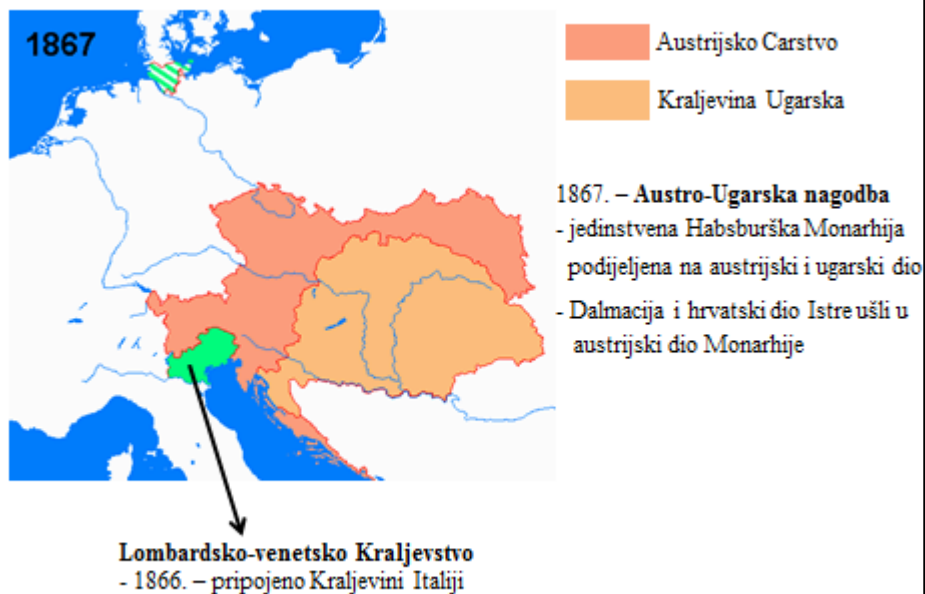 1867
Austrijsko Carstvo
Kraljevina Ugarska
1867. – Austro-Ugarska nagodba
- jedinstvena Habsburška Monarhija
podijeljena na austrijski i ugarski dio
- Dalmacija i hrvatski dio Istre ušli u
austrijski dio Monarhije
Lombardsko-venetsko Kraljevstvo
- 1866. – pripojeno Kraljevini Italiji